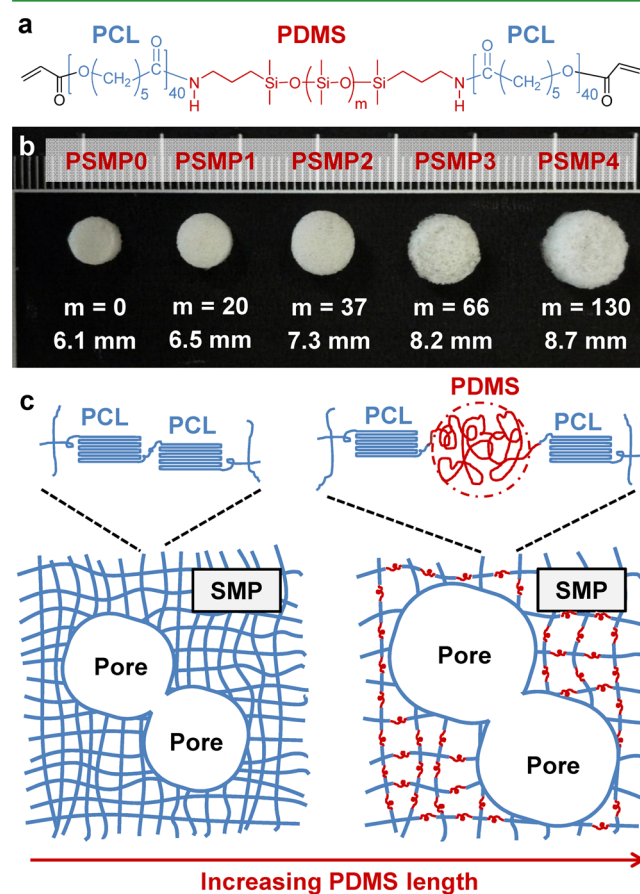 a
PCL PDMS PCL
O O
O (CH2)5 40 N H Si O (Si O)m Si N H (CH2)5 O 40 O
O
b
PSMP0 PSMP1 PSMP2 PSMP3 PSMP4
m = 0 m = 20 m = 37 m = 66 m = 130
6.1 mm 6.5 mm 7.3 mm 8.2 mm 8.7 mm
c
PDMS
PCL PCL PCL PCL
SMP SMP
Pore Pore
Pore Pore
Increasing PDMS length